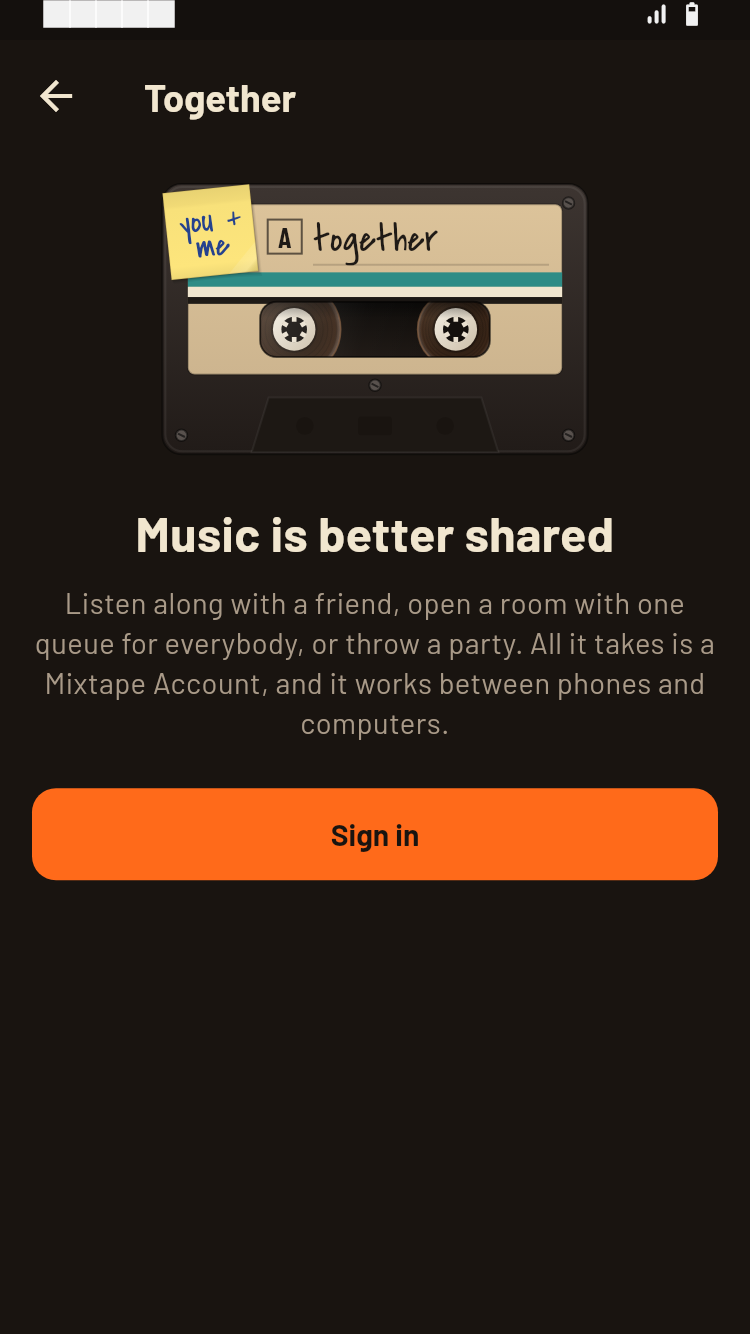 Together
you +
me
A together
Music is better shared
Listen along with a friend, open a room with one
queue for everybody, or throw a party. All it takes is a
Mixtape Account, and it works between phones and
computers.
Sign in